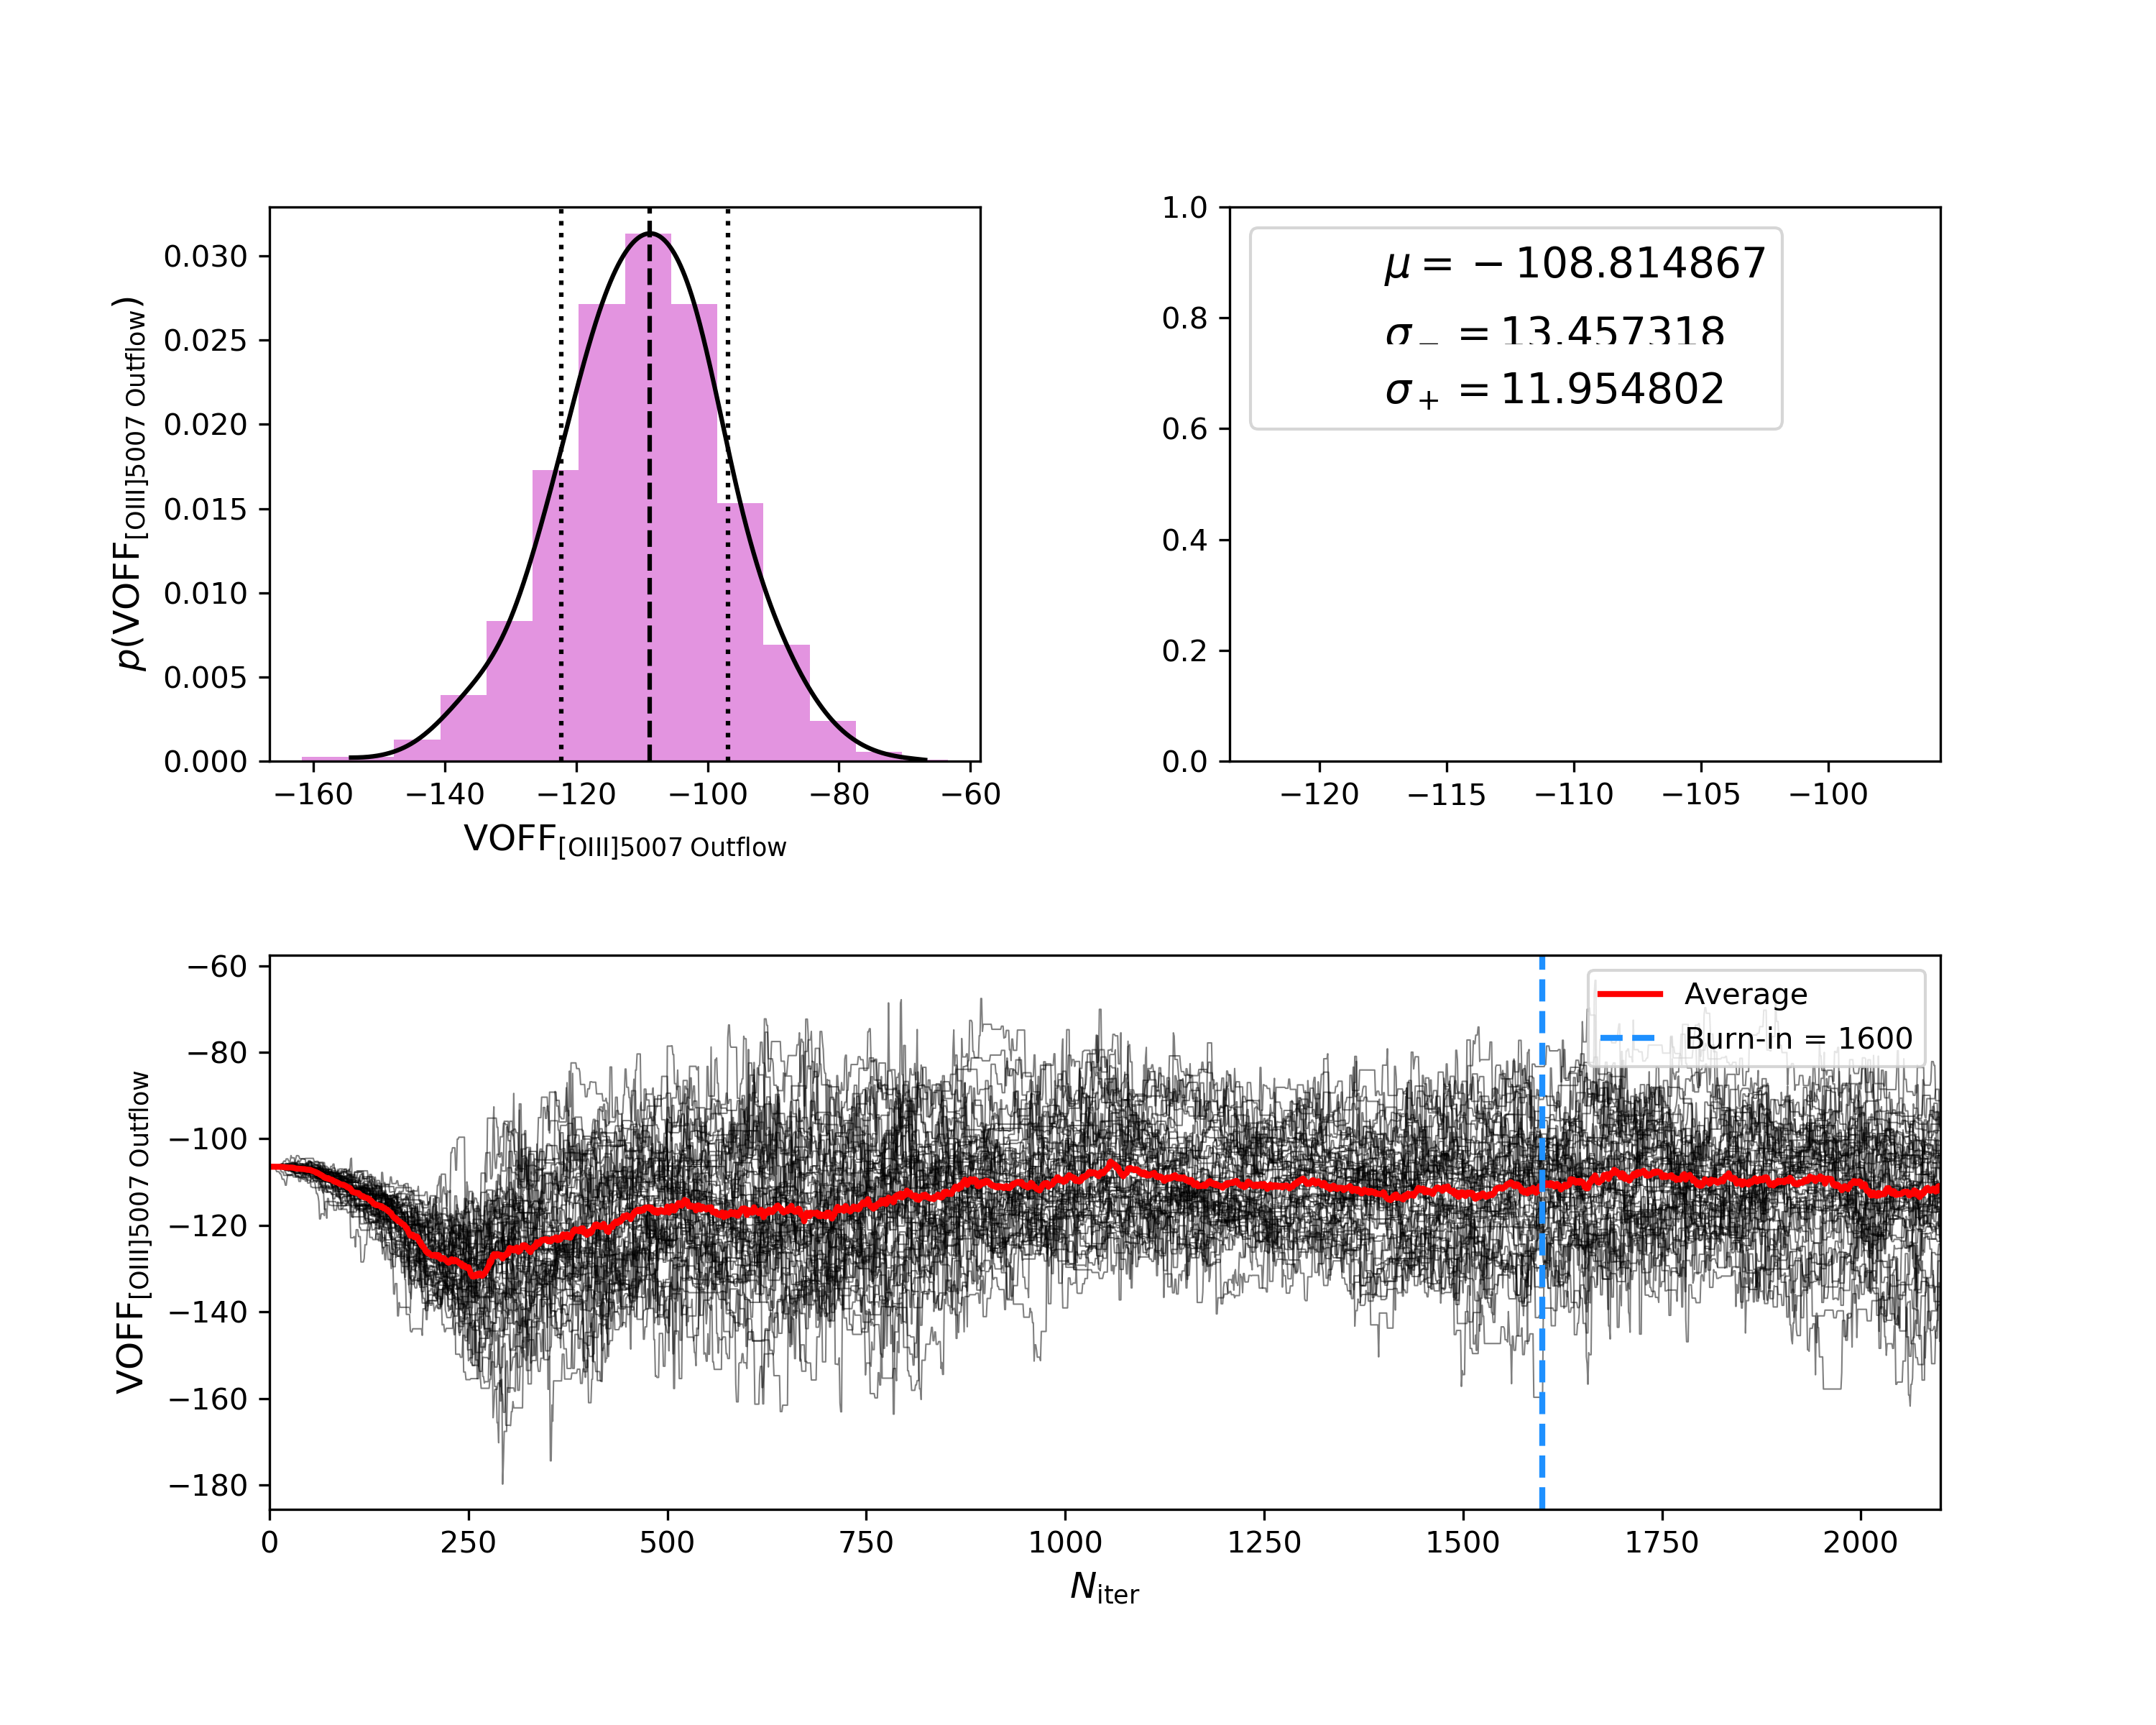 p(VOFF[OIII]5007 Outflow)
0.030
0.025
0.020
0.015
0.010
0.005
0.000
−160 −140 −120 −100 −80 −60
VOFF[OIII]5007 Outflow
1.0
0.8
0.6
0.4
0.2
0.0
μ = −108.814867
σ− = 13.457318
σ+ = 11.954802
−120 −115 −110 −105 −100
VOFF[OIII]5007 Outflow
−60
−80
−100
−120
−140
−160
−180
Average
Burn-in = 1600
0 250 500 750 1000 1250 1500 1750 2000
Niter